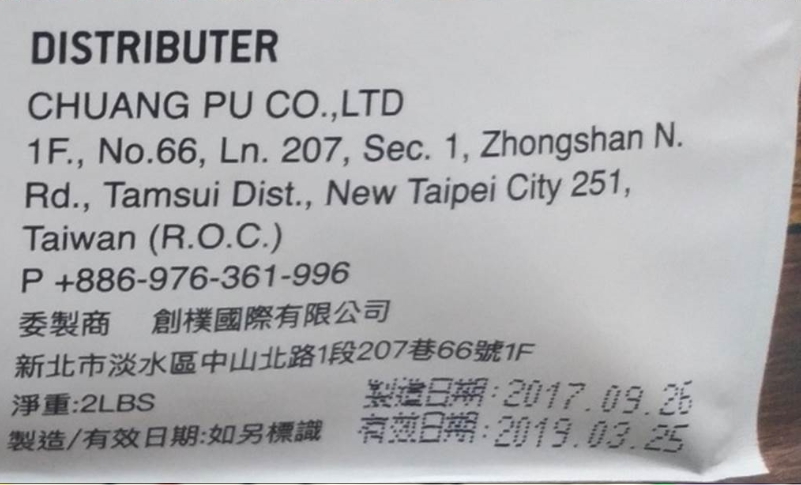 DISTRIBUTER
CHUANG PU CO.,LTD
1F., No.66, Ln. 207, Sec. 1, Zhongshan N.
Rd., Tamsui Dist., New Taipei City 251,
Taiwan (R.O.C.)
P +886-976-361-996
委製商 創樸國際有限公司
新北市淡水區中山北路1段207巷66號1F
淨重:2LBS
製造日期:2017.09.26
製造/有效日期:如另標識
有效日期:2019.03.25